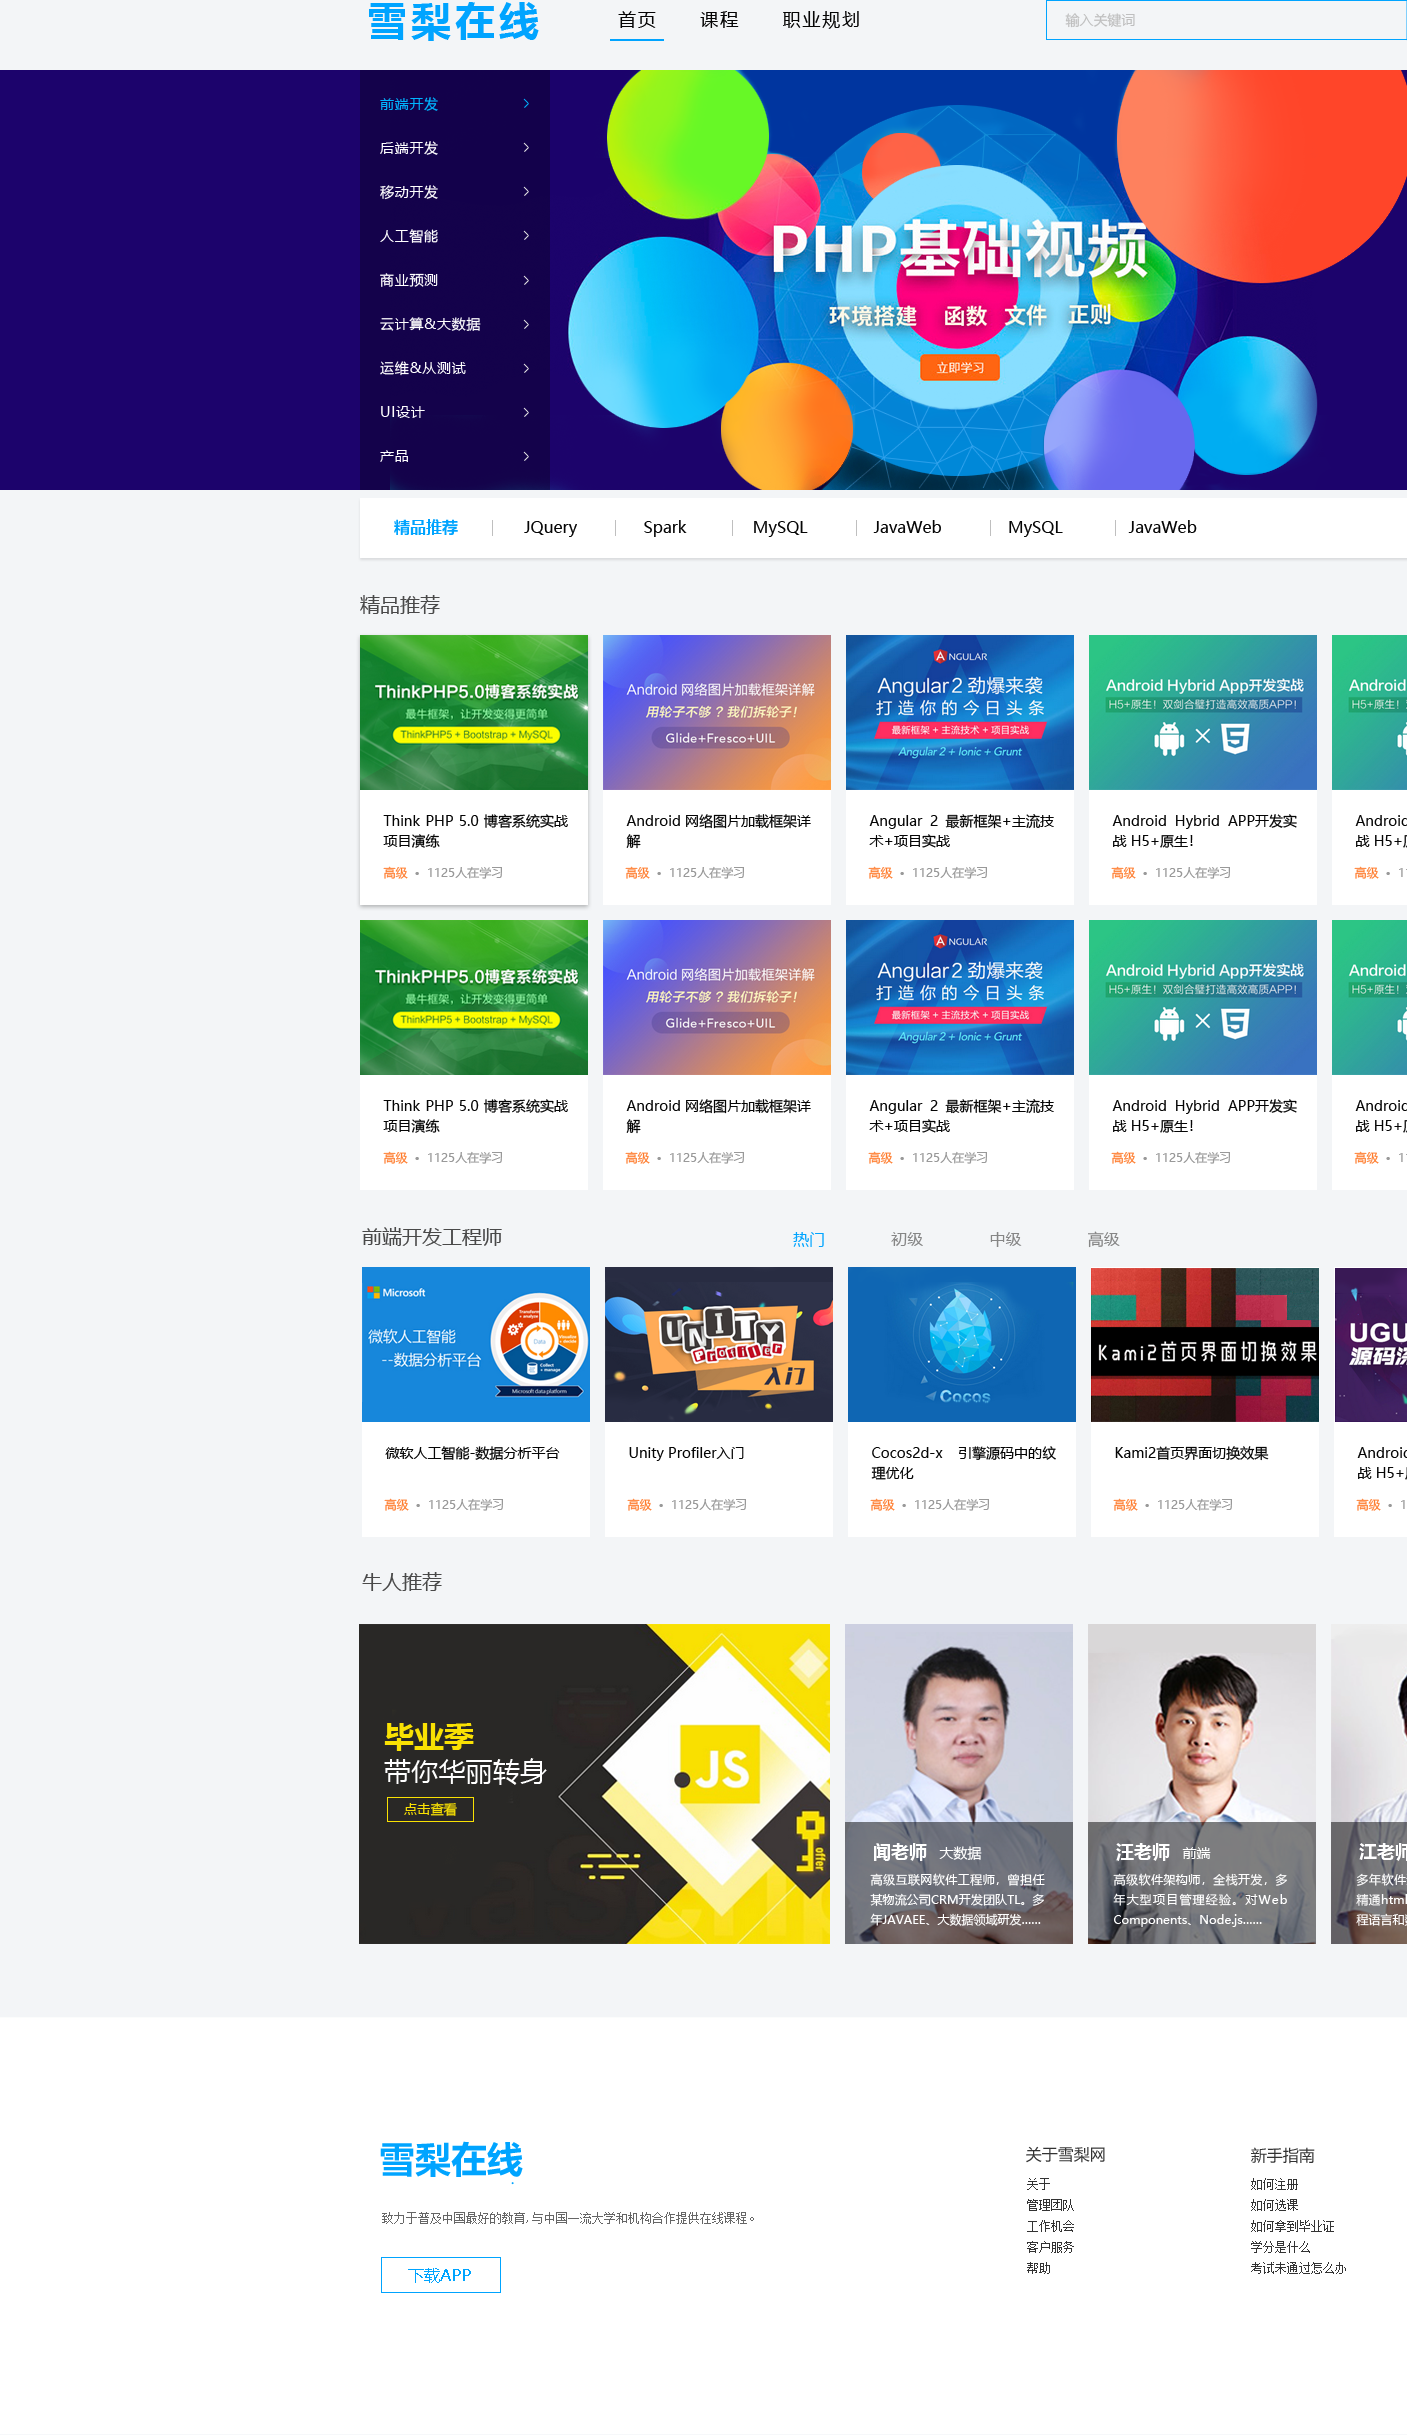 雪梨在线
首页 课程 职业规划
输入关键词
前端开发
后端开发
移动开发
人工智能
商业预测
云计算&大数据
运维&从测试
UI设计
产品
PHP基础视频
环境搭建 函数 文件 正则
立即学习
精品推荐 JQuery Spark MySQL JavaWeb MySQL JavaWeb
精品推荐
ThinkPHP5.0博客系统实战
最牛框架，让开发变得更简单
ThinkPHP5 + Bootstrap + MySQL
Android 网络图片加载框架详解
用轮子不够？我们拆轮子！
Glide+Fresco+UIL
ANGULAR
Angular2 劲爆来袭
打造你的今日头条
最新框架 + 主流技术 + 项目实战
Angular 2 + Ionic + Grunt
Android Hybrid App开发实战
H5+原生！双剑合璧打造高效高质APP！
Android
H5+原生！
Think PHP 5.0 博客系统实战
项目演练
高级 • 1125人在学习
Android 网络图片加载框架详
解
高级 • 1125人在学习
Angular 2 最新框架+主流技
术+项目实战
高级 • 1125人在学习
Android Hybrid APP开发实
战 H5+原生！
高级 • 1125人在学习
Android
战 H5+
高级 • 1
ThinkPHP5.0博客系统实战
最牛框架，让开发变得更简单
ThinkPHP5 + Bootstrap + MySQL
Android 网络图片加载框架详解
用轮子不够？我们拆轮子！
Glide+Fresco+UIL
ANGULAR
Angular2 劲爆来袭
打造你的今日头条
最新框架 + 主流技术 + 项目实战
Angular 2 + Ionic + Grunt
Android Hybrid App开发实战
H5+原生！双剑合璧打造高效高质APP！
Android
H5+原生！
Think PHP 5.0 博客系统实战
项目演练
高级 • 1125人在学习
Android 网络图片加载框架详
解
高级 • 1125人在学习
Angular 2 最新框架+主流技
术+项目实战
高级 • 1125人在学习
Android Hybrid APP开发实
战 H5+原生！
高级 • 1125人在学习
Android
战 H5+
高级 • 1
前端开发工程师 热门 初级 中级 高级
Microsoft
微软人工智能
--数据分析平台
Transform + analyze
Visualize + decide
Data
Collect + manage
Microsoft data platform
UNITY
PROFILER
入门
Cocos
Kami2首页界面切换效果
UGU
源码深
微软人工智能-数据分析平台
高级 • 1125人在学习
Unity Profiler入门
高级 • 1125人在学习
Cocos2d-x 引擎源码中的纹
理优化
高级 • 1125人在学习
Kami2首页界面切换效果
高级 • 1125人在学习
Android
战 H5+
高级 • 1
牛人推荐
毕业季
带你华丽转身
点击查看
JS
offer
闻老师 大数据
高级互联网软件工程师，曾担任
某物流公司CRM开发团队TL。多
年JAVAEE、大数据领域研发......
汪老师 前端
高级软件架构师，全栈开发，多
年大型项目管理经验。对Web
Components、Node.js......
江老师
多年软件
精通html
程语言和
雪梨在线
致力于普及中国最好的教育,与中国一流大学和机构合作提供在线课程。
下载APP
关于雪梨网
关于
管理团队
工作机会
客户服务
帮助
新手指南
如何注册
如何选课
如何拿到毕业证
学分是什么
考试未通过怎么办